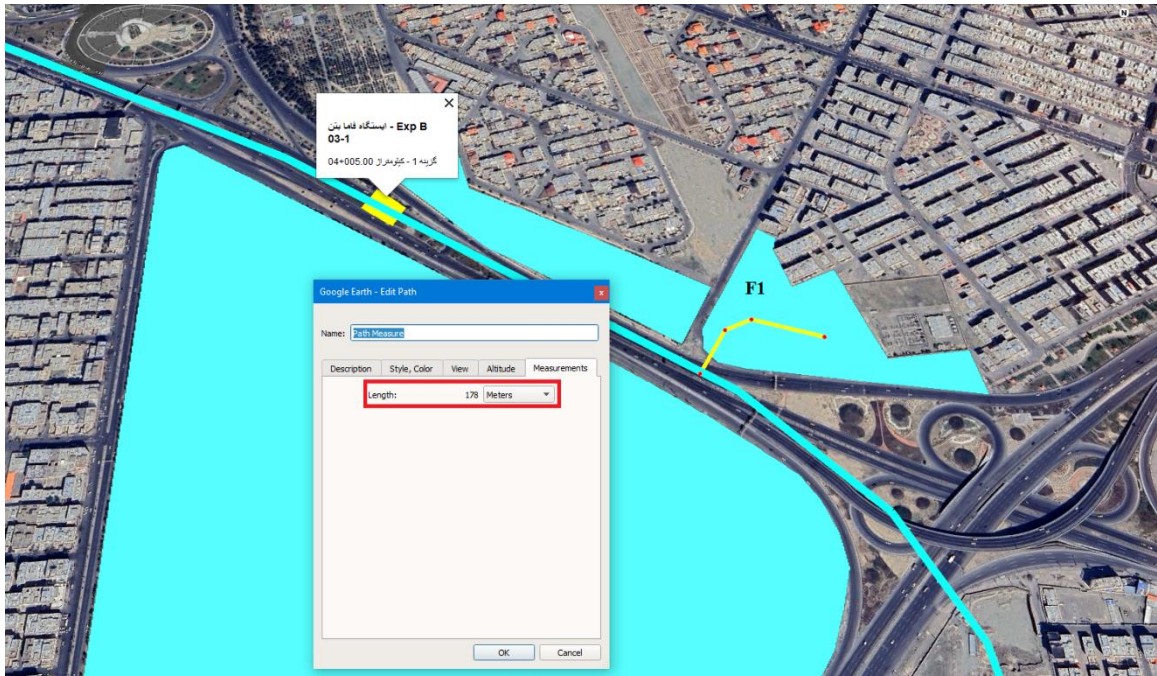 N
ایستگاه فاما بتن - Exp B
03-1
گزینه 1 - کیلومتراژ 04+005.00
F1
Google Earth - Edit Path
x
Name: Path Measure
Description Style, Color View Altitude Measurements
Length: 178 Meters
OK Cancel